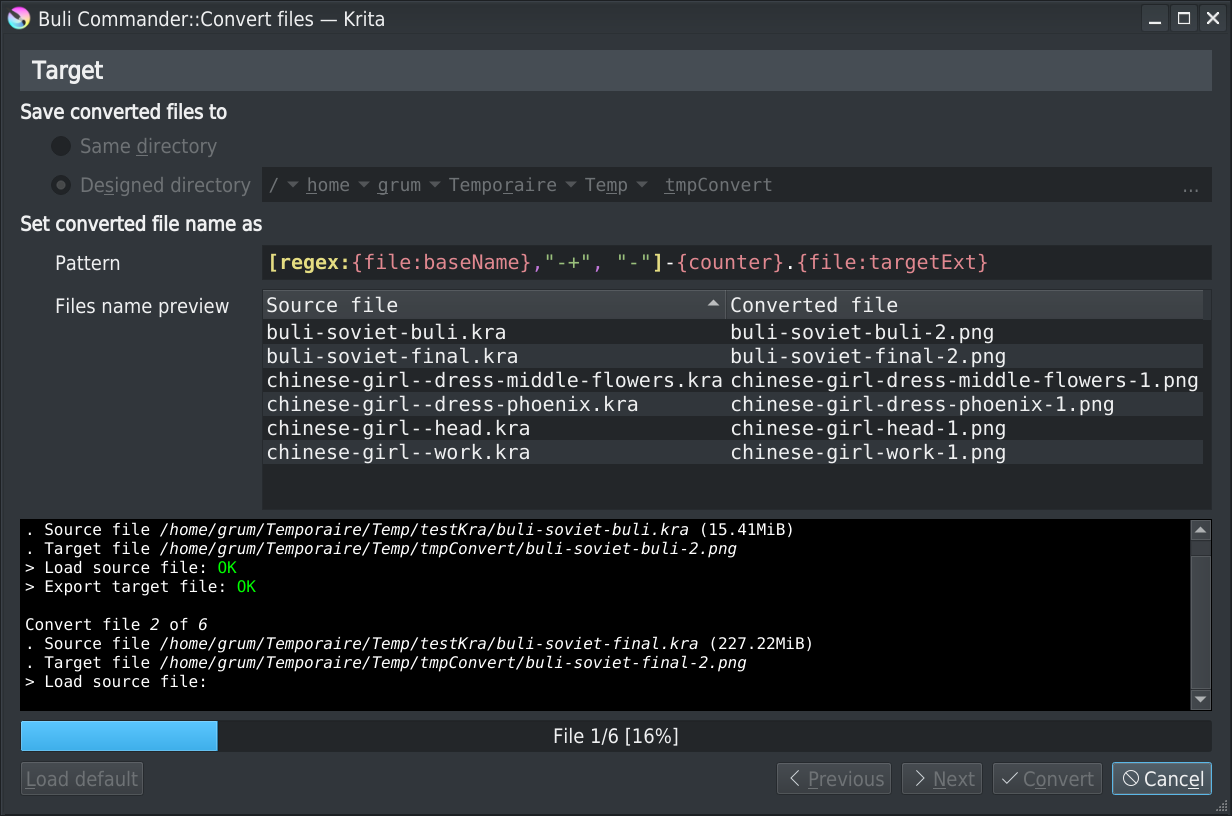 Buli Commander::Convert files — Krita
Target
Save converted files to
Same directory
Designed directory / home grum Temporaire Temp tmpConvert ...
Set converted file name as
Pattern [regex:{file:baseName},"-+", "-"]-{counter}.{file:targetExt}
Files name preview Source file Converted file
buli-soviet-buli.kra buli-soviet-buli-2.png
buli-soviet-final.kra buli-soviet-final-2.png
chinese-girl--dress-middle-flowers.kra chinese-girl-dress-middle-flowers-1.png
chinese-girl--dress-phoenix.kra chinese-girl-dress-phoenix-1.png
chinese-girl--head.kra chinese-girl-head-1.png
chinese-girl--work.kra chinese-girl-work-1.png
. Source file /home/grum/Temporaire/Temp/testKra/buli-soviet-buli.kra (15.41MiB)
. Target file /home/grum/Temporaire/Temp/tmpConvert/buli-soviet-buli-2.png
> Load source file: OK
> Export target file: OK
Convert file 2 of 6
. Source file /home/grum/Temporaire/Temp/testKra/buli-soviet-final.kra (227.22MiB)
. Target file /home/grum/Temporaire/Temp/tmpConvert/buli-soviet-final-2.png
> Load source file:
File 1/6 [16%]
Load default Previous Next Convert Cancel